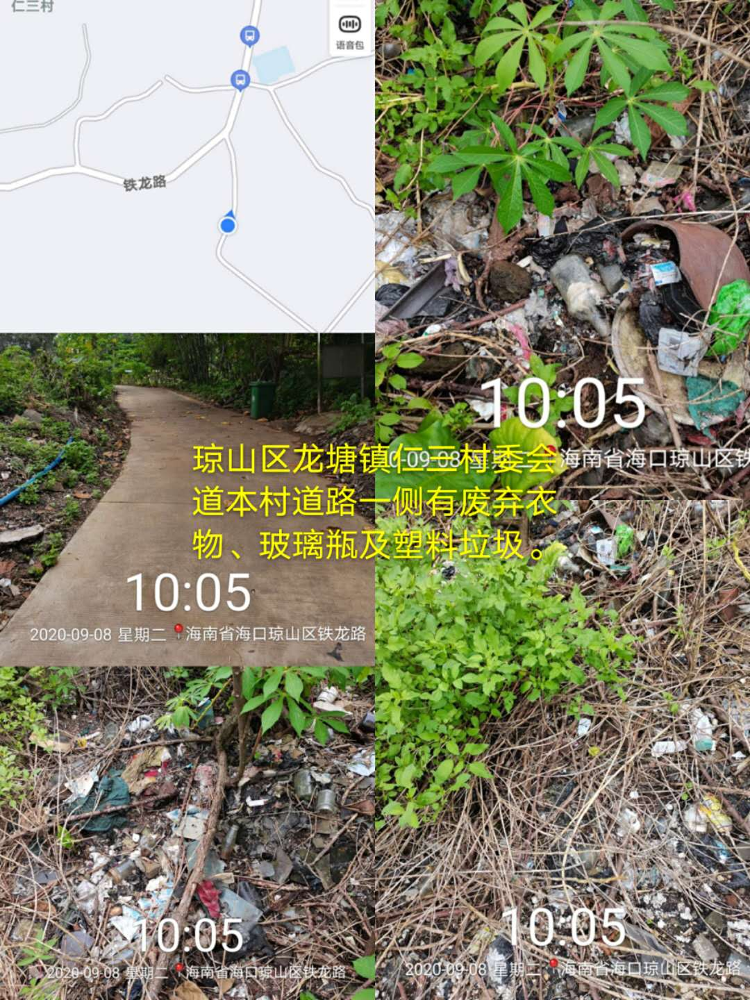 仁三村
语音包
铁龙路
10:05
0-09-08 星期二 海南省海口琼山区铁
琼山区龙塘镇仁三村委会
道本村道路一侧有废弃衣
物、玻璃瓶及塑料垃圾。
10:05
2020-09-08 星期二 海南省海口琼山区铁龙路
10:05
2020-09-08 星期二 海南省海口琼山区铁龙路
10:05
2020-09-08 星期二 海南省海口琼山区铁龙路